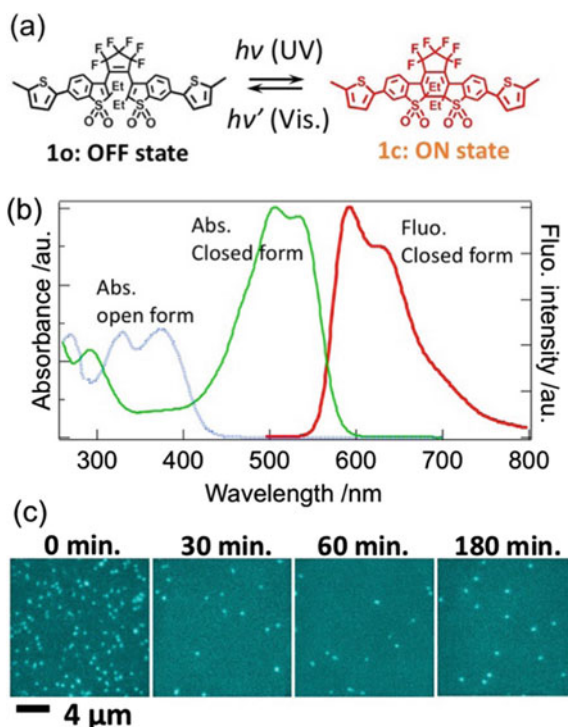 (a)
F F F F F F
Et
Et
S S S S
O O O O
hν (UV)
hν' (Vis.)
F F F F F F
Et
Et
S S S S
O O O O
1o: OFF state
1c: ON state
(b)
Absorbance /au.
Abs.
open form
Abs.
Closed form
Fluo.
Closed form
Fluo. intensity /au.
300 400 500 600 700 800
Wavelength /nm
(c)
0 min. 30 min. 60 min. 180 min.
4 μm